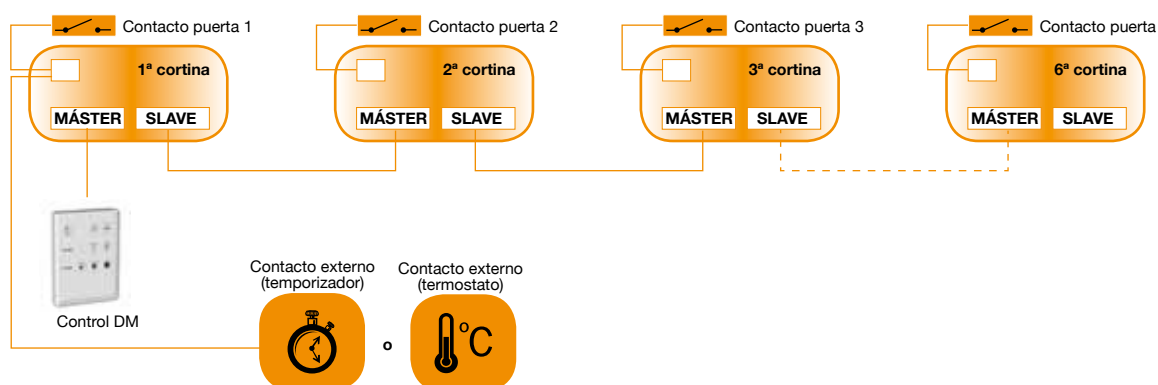 Contacto puerta 1
Contacto puerta 2
Contacto puerta 3
Contacto puerta
1ª cortina
2ª cortina
3ª cortina
6ª cortina
MÁSTER SLAVE
MÁSTER SLAVE
MÁSTER SLAVE
MÁSTER SLAVE
Control DM
Contacto externo
(temporizador)
o
Contacto externo
(termostato)
ºC